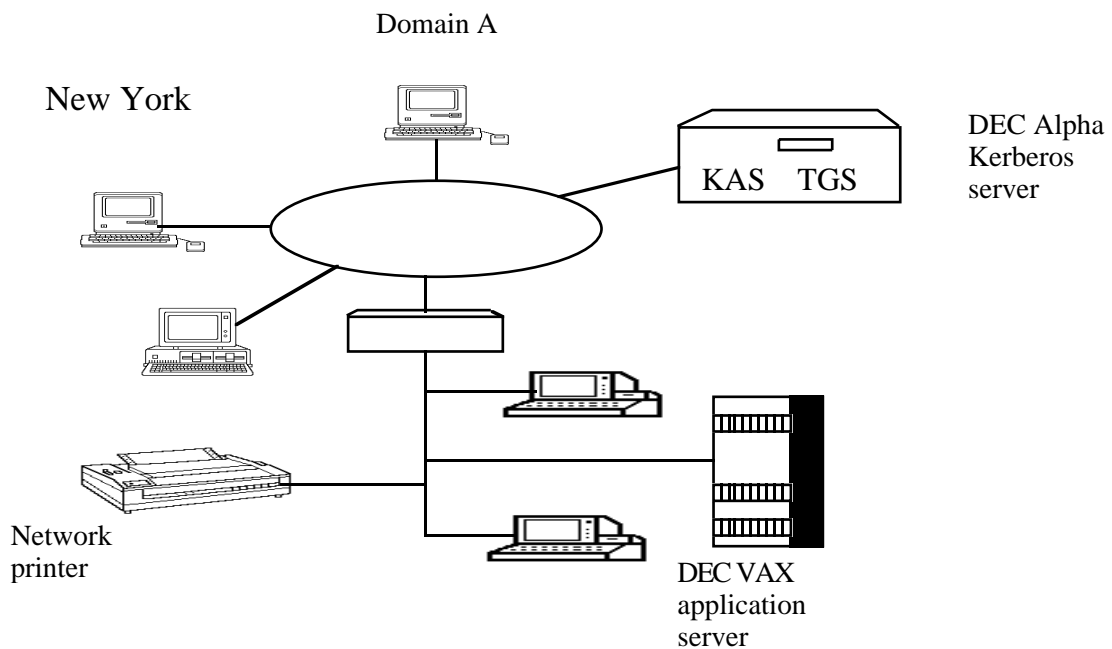 Domain A
New York
DEC Alpha
Kerberos
server
KAS TGS
Network
printer
DEC VAX
application
server